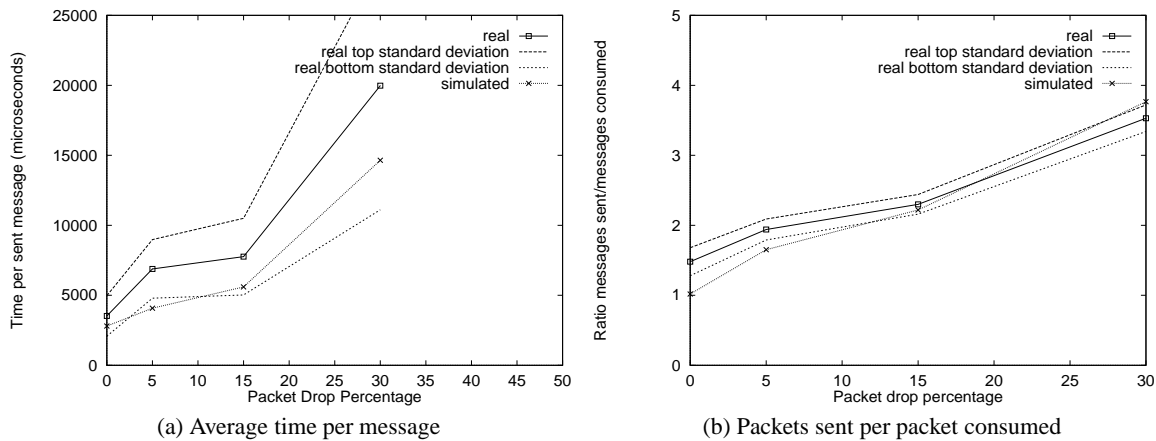 25000
20000
15000
10000
5000
0
Time per sent message (microseconds)
real
real top standard deviation
real bottom standard deviation
simulated
0 5 10 15 20 25 30 35 40 45 50
Packet Drop Percentage
(a) Average time per message
5
4
3
2
1
0
Ratio messages sent/messages consumed
real
real top standard deviation
real bottom standard deviation
simulated
0 5 10 15 20 25 30
Packet drop percentage
(b) Packets sent per packet consumed